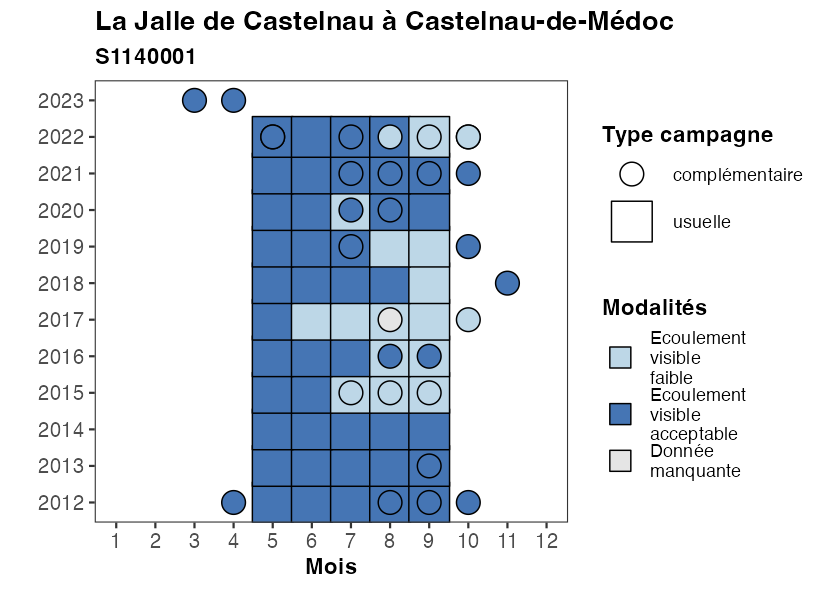 La Jalle de Castelnau à Castelnau-de-Médoc
S1140001
2023
2022
2021
2020
2019
2018
2017
2016
2015
2014
2013
2012
1 2 3 4 5 6 7 8 9 10 11 12
Mois
Type campagne
complémentaire
usuelle
Modalités
Ecoulement
visible
faible
Ecoulement
visible
acceptable
Donnée
manquante